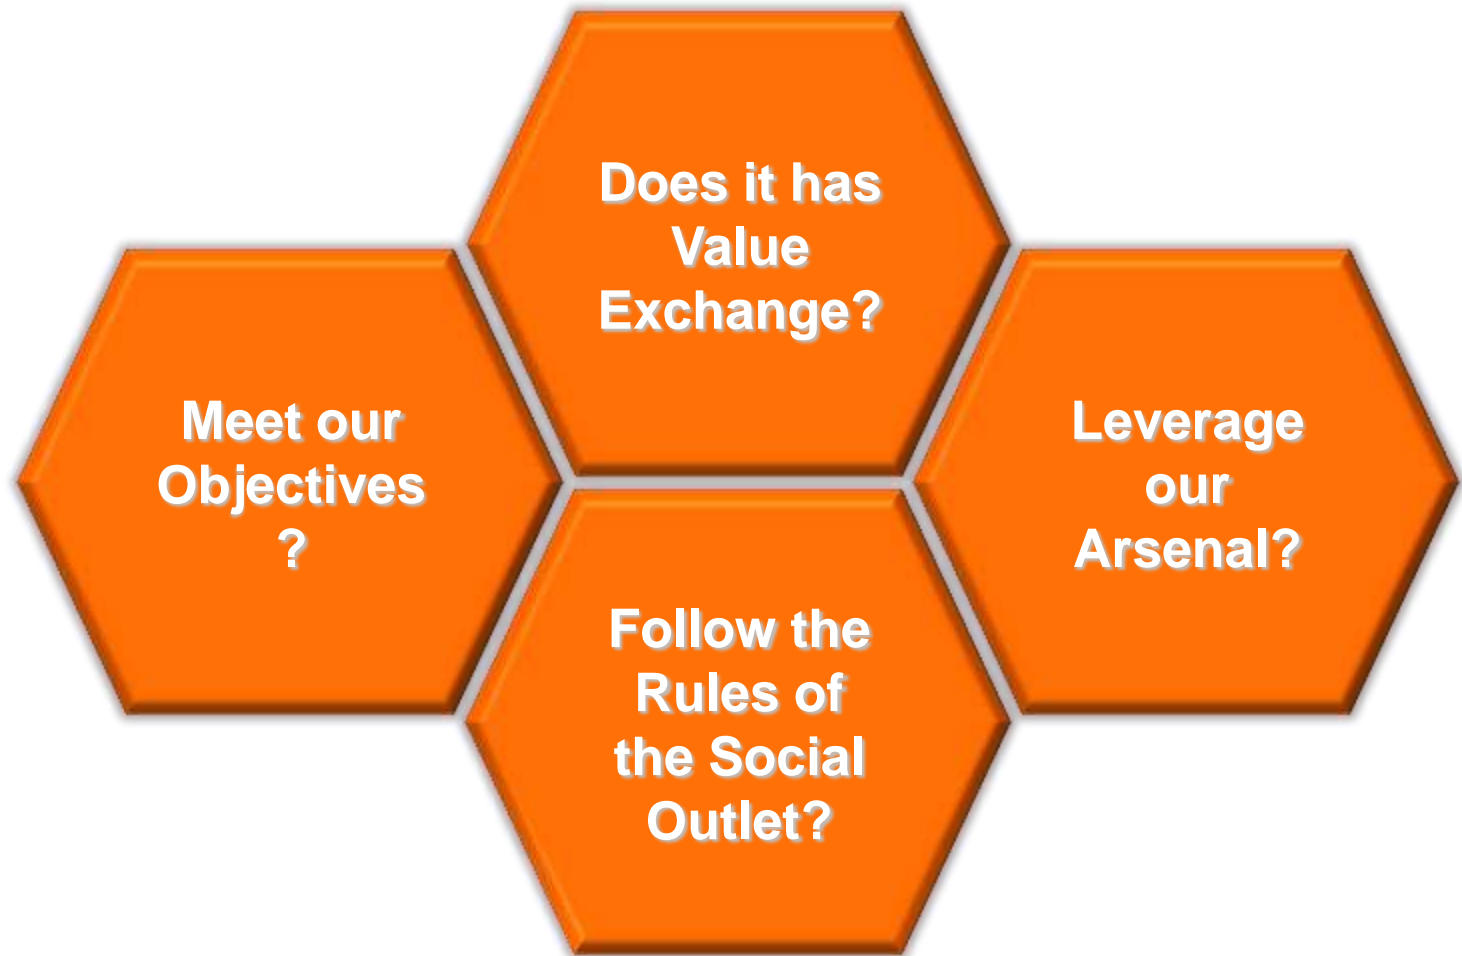 Does it has
Value
Exchange?
Meet our
Objectives
?
Leverage
our
Arsenal?
Follow the
Rules of
the Social
Outlet?